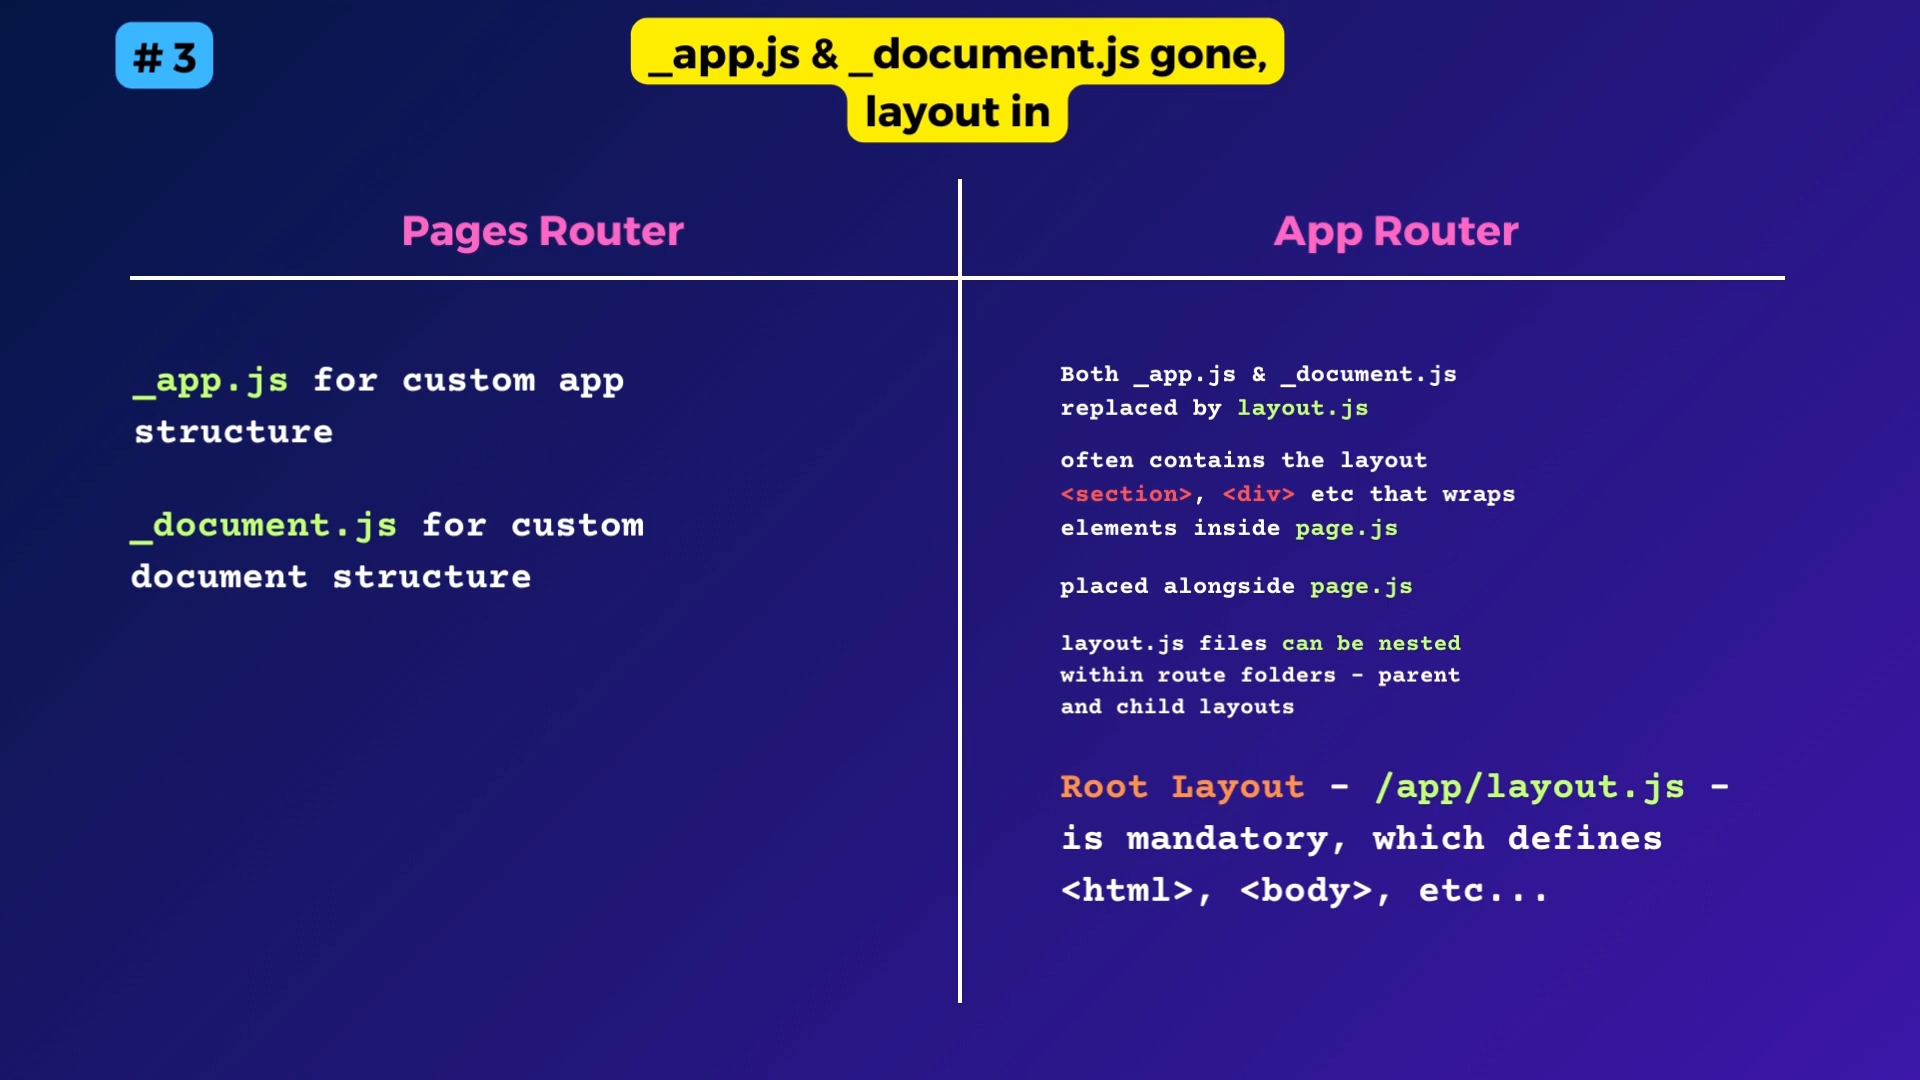 # 3
_app.js & _document.js gone,
layout in
Pages Router
App Router
_app.js for custom app
structure
_document.js for custom
document structure
Both _app.js & _document.js
replaced by layout.js
often contains the layout
<section>, <div> etc that wraps
elements inside page.js
placed alongside page.js
layout.js files can be nested
within route folders - parent
and child layouts
Root Layout - /app/layout.js -
is mandatory, which defines
<html>, <body>, etc...